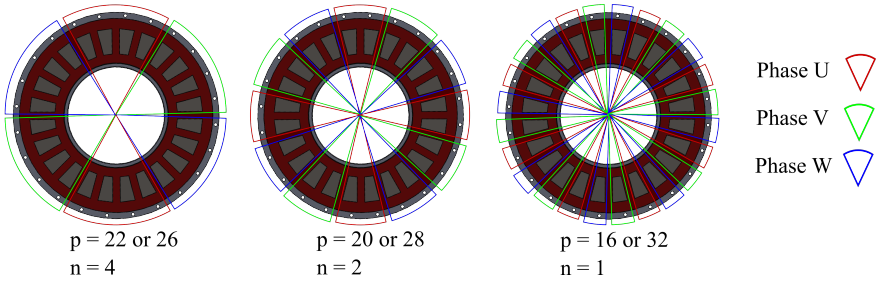 p = 22 or 26
n = 4
p = 20 or 28
n = 2
p = 16 or 32
n = 1
Phase U
Phase V
Phase W